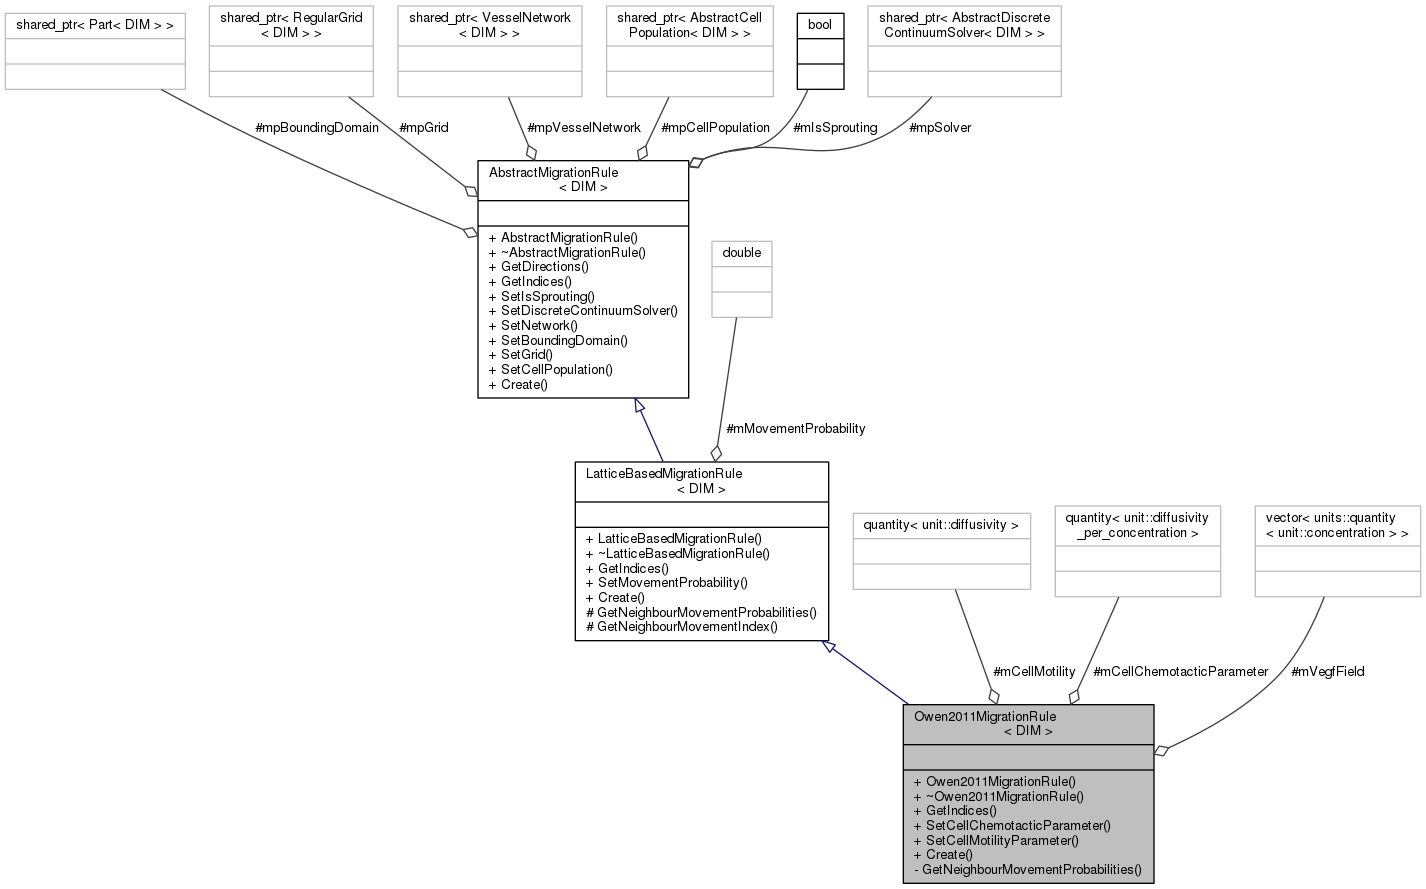 shared_ptr< Part< DIM > >
shared_ptr< RegularGrid
< DIM > >
shared_ptr< VesselNetwork
< DIM > >
shared_ptr< AbstractCell
Population< DIM > >
bool
shared_ptr< AbstractDiscrete
ContinuumSolver< DIM > >
#mpBoundingDomain
#mpGrid
#mpVesselNetwork
#mpCellPopulation
#mIsSprouting
#mpSolver
AbstractMigrationRule
< DIM >
+ AbstractMigrationRule()
+ ~AbstractMigrationRule()
+ GetDirections()
+ GetIndices()
+ SetIsSprouting()
+ SetDiscreteContinuumSolver()
+ SetNetwork()
+ SetBoundingDomain()
+ SetGrid()
+ SetCellPopulation()
+ Create()
double
#mMovementProbability
LatticeBasedMigrationRule
< DIM >
+ LatticeBasedMigrationRule()
+ ~LatticeBasedMigrationRule()
+ GetIndices()
+ SetMovementProbability()
+ Create()
# GetNeighbourMovementProbabilities()
# GetNeighbourMovementIndex()
quantity< unit::diffusivity >
quantity< unit::diffusivity
_per_concentration >
vector< units::quantity
< unit::concentration > >
#mCellMotility
#mCellChemotacticParameter
#mVegfField
Owen2011MigrationRule
< DIM >
+ Owen2011MigrationRule()
+ ~Owen2011MigrationRule()
+ GetIndices()
+ SetCellChemotacticParameter()
+ SetCellMotilityParameter()
+ Create()
- GetNeighbourMovementProbabilities()